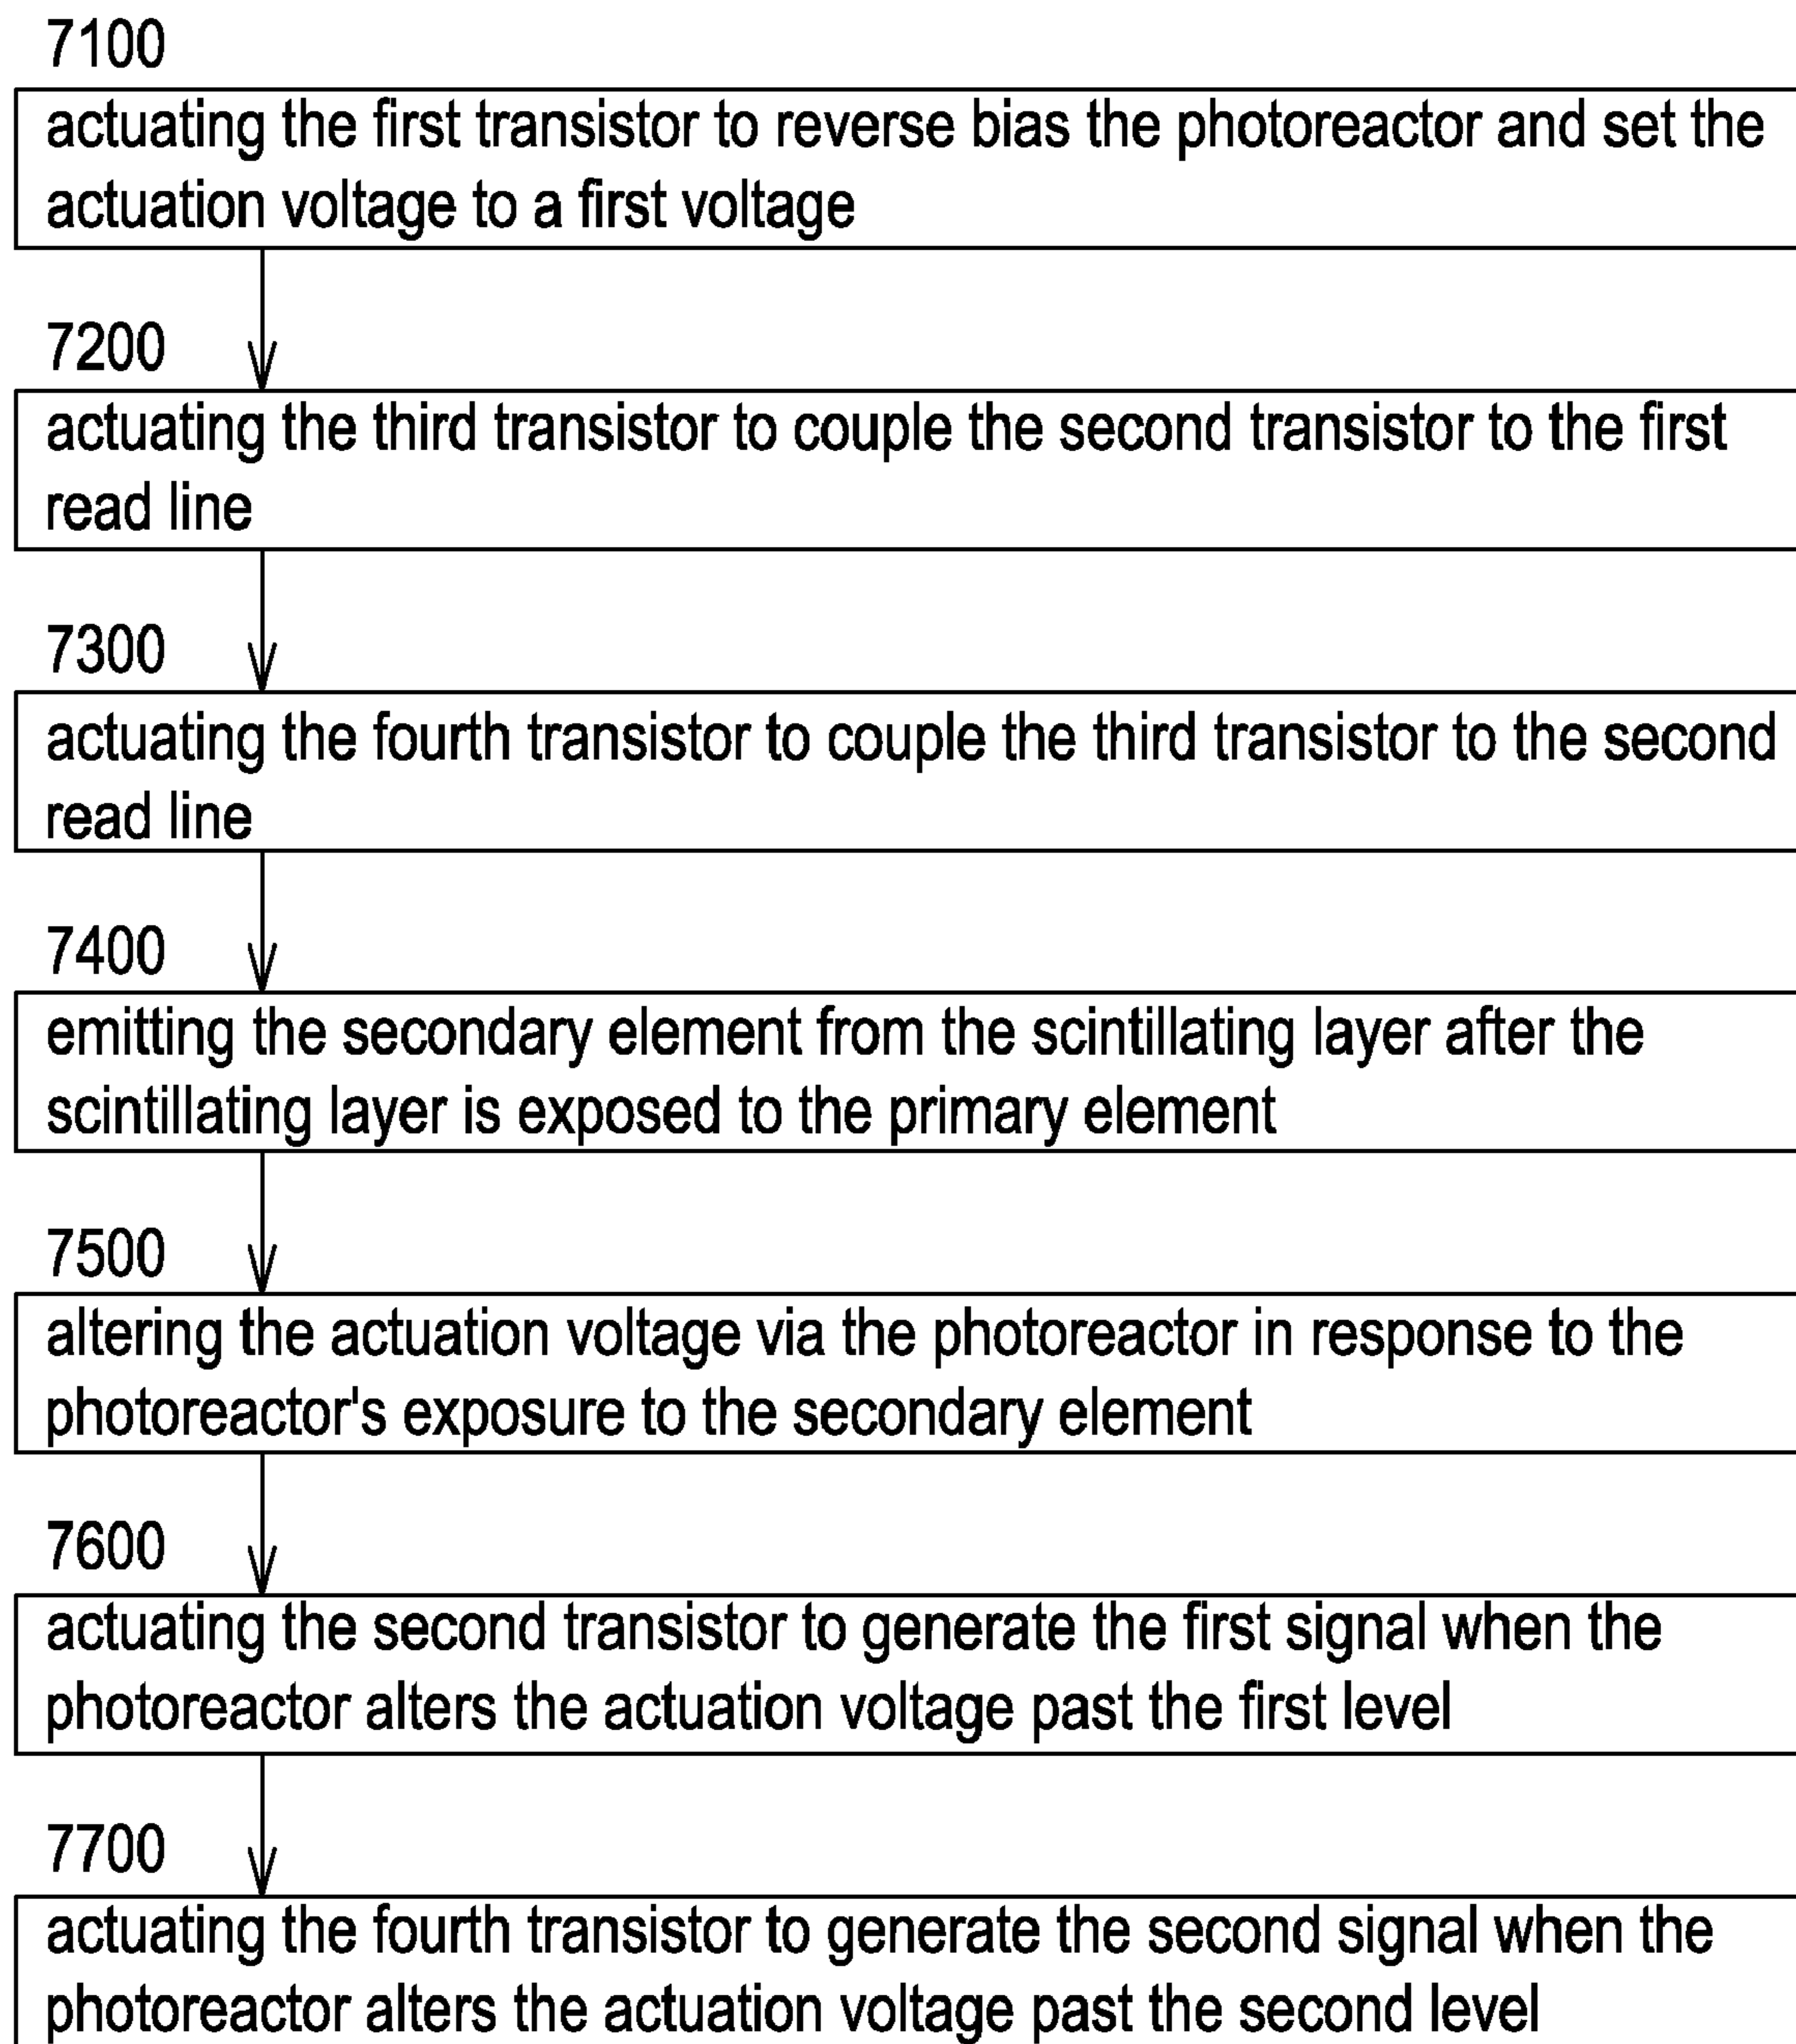 7100
actuating the first transistor to reverse bias the photoreactor and set the
actuation voltage to a first voltage
7200
actuating the third transistor to couple the second transistor to the first
read line
7300
actuating the fourth transistor to couple the third transistor to the second
read line
7400
emitting the secondary element from the scintillating layer after the
scintillating layer is exposed to the primary element
7500
altering the actuation voltage via the photoreactor in response to the
photoreactor's exposure to the secondary element
7600
actuating the second transistor to generate the first signal when the
photoreactor alters the actuation voltage past the first level
7700
actuating the fourth transistor to generate the second signal when the
photoreactor alters the actuation voltage past the second level